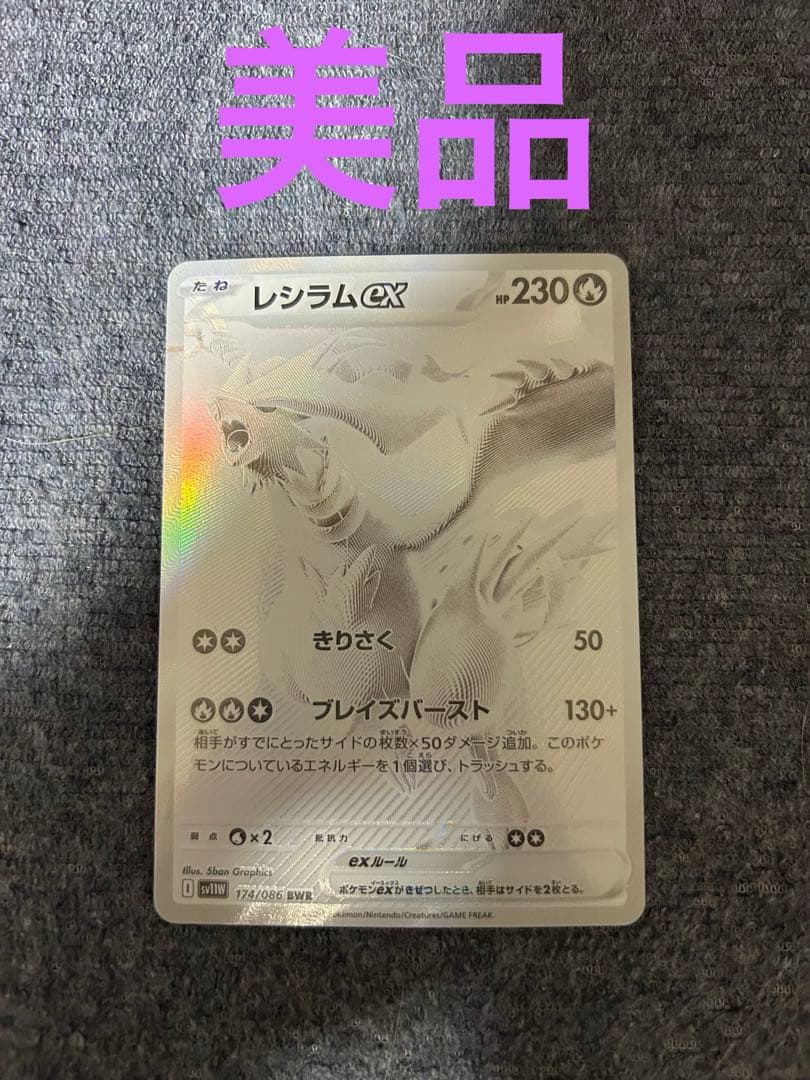 美品
たね レシラムex HP230
きりさく 50
ブレイズバースト 130+
相手がすでにとったサイドの枚数×50ダメージ追加。このポケ
モンについているエネルギーを1個選び、トラッシュする。
弱点 ×2 抵抗力 にげる
exルール
ポケモンexがきぜつしたとき、相手はサイドを2枚とる。
Illus. 5ban Graphics
I sv11W 174/086 BWR
Pokémon/Nintendo/Creatures/GAME FREAK.